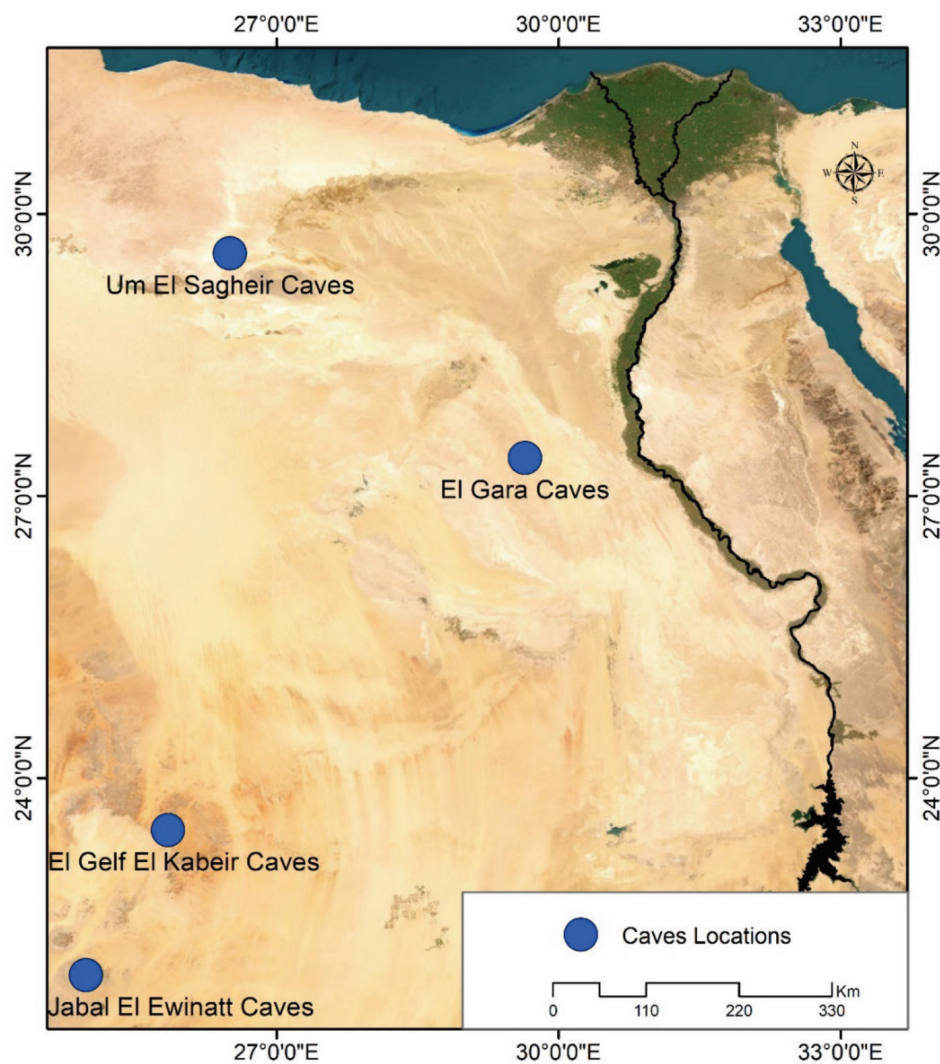 27°0'0"E 30°0'0"E 33°0'0"E
N
W E
S
30°0'0"N 30°0'0"N
Um El Sagheir Caves
El Gara Caves
27°0'0"N 27°0'0"N
24°0'0"N 24°0'0"N
El Gelf El Kabeir Caves
Caves Locations
Km
0 110 220 330
Jabal El Ewinatt Caves
27°0'0"E 30°0'0"E 33°0'0"E